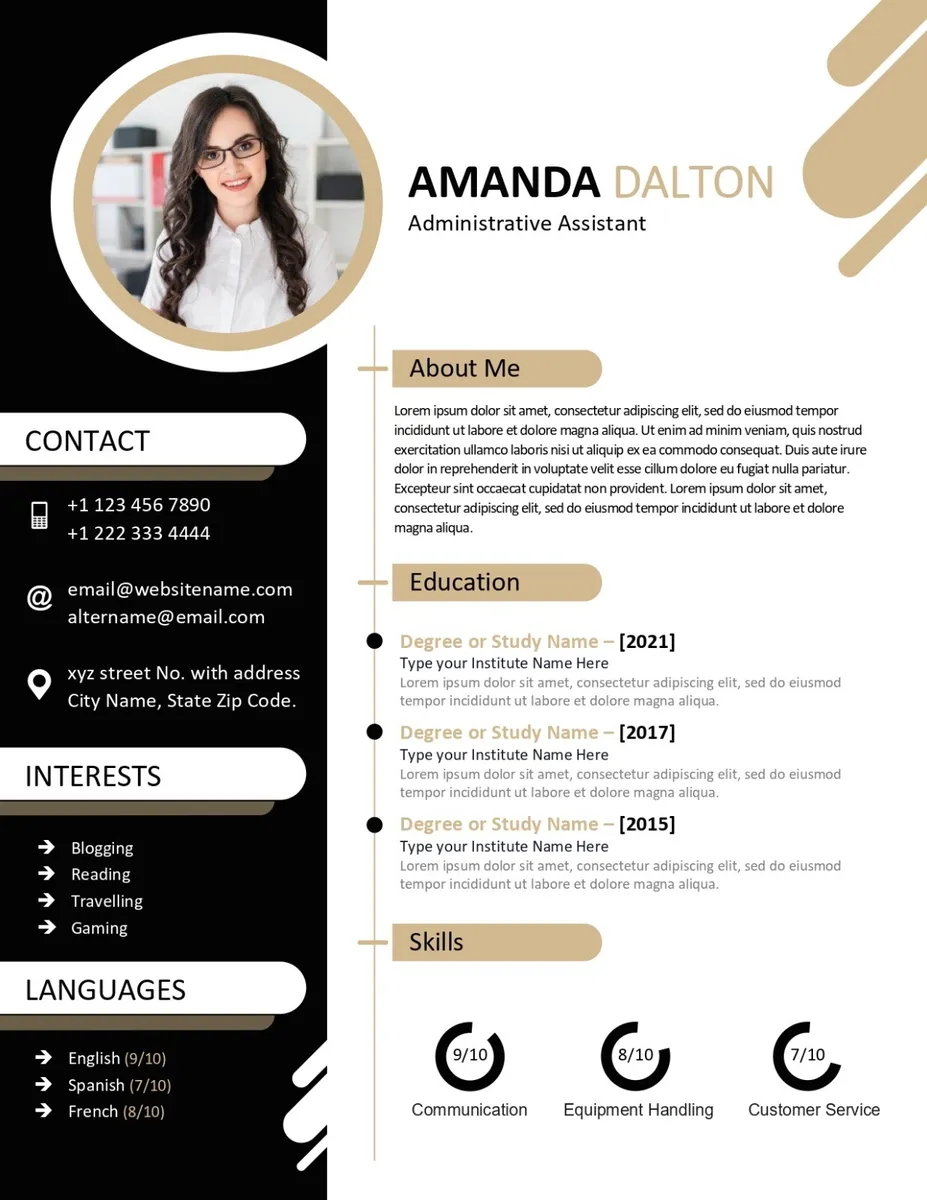 AMANDA DALTON
Administrative Assistant
CONTACT
+1 123 456 7890
+1 222 333 4444
email@websitename.com
altername@email.com
xyz street No. with address
City Name, State Zip Code.
INTERESTS
Blogging
Reading
Travelling
Gaming
LANGUAGES
English (9/10)
Spanish (7/10)
French (8/10)
About Me
Lorem ipsum dolor sit amet, consectetur adipiscing elit, sed do eiusmod tempor
incididunt ut labore et dolore magna aliqua. Ut enim ad minim veniam, quis nostrud
exercitation ullamco laboris nisi ut aliquip ex ea commodo consequat. Duis aute irure
dolor in reprehenderit in voluptate velit esse cillum dolore eu fugiat nulla pariatur.
Excepteur sint occaecat cupidatat non provident. Lorem ipsum dolor sit amet,
consectetur adipiscing elit, sed do eiusmod tempor incididunt ut labore et dolore
magna aliqua.
Education
Degree or Study Name – [2021]
Type your Institute Name Here
Lorem ipsum dolor sit amet, consectetur adipiscing elit, sed do eiusmod
tempor incididunt ut labore et dolore magna aliqua.
Degree or Study Name – [2017]
Type your Institute Name Here
Lorem ipsum dolor sit amet, consectetur adipiscing elit, sed do eiusmod
tempor incididunt ut labore et dolore magna aliqua.
Degree or Study Name – [2015]
Type your Institute Name Here
Lorem ipsum dolor sit amet, consectetur adipiscing elit, sed do eiusmod
tempor incididunt ut labore et dolore magna aliqua.
Skills
9/10 8/10 7/10
Communication Equipment Handling Customer Service